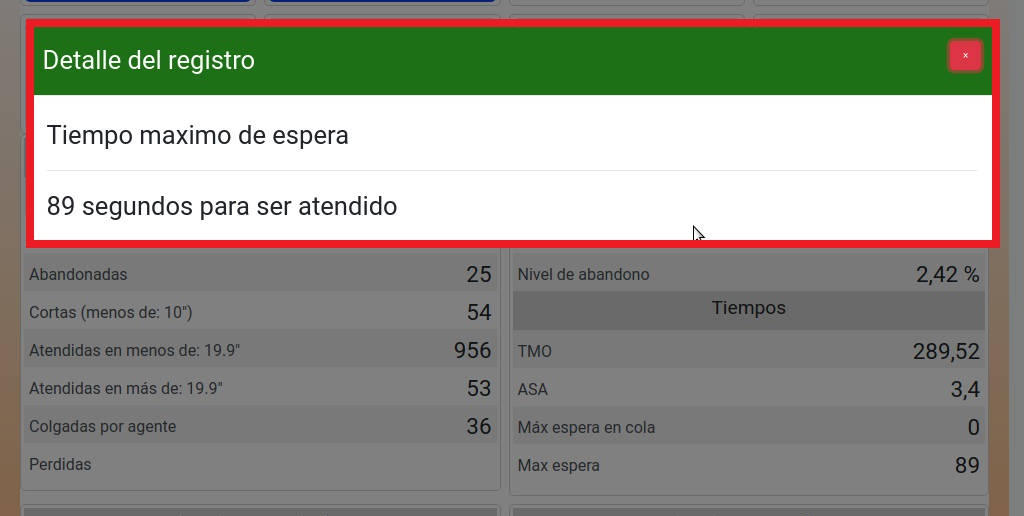 Detalle del registro
×
Tiempo maximo de espera
89 segundos para ser atendido
Abandonadas 25
Cortas (menos de: 10") 54
Atendidas en menos de: 19.9" 956
Atendidas en más de: 19.9" 53
Colgadas por agente 36
Perdidas
Nivel de abandono 2,42 %
Tiempos
TMO 289,52
ASA 3,4
Máx espera en cola 0
Max espera 89